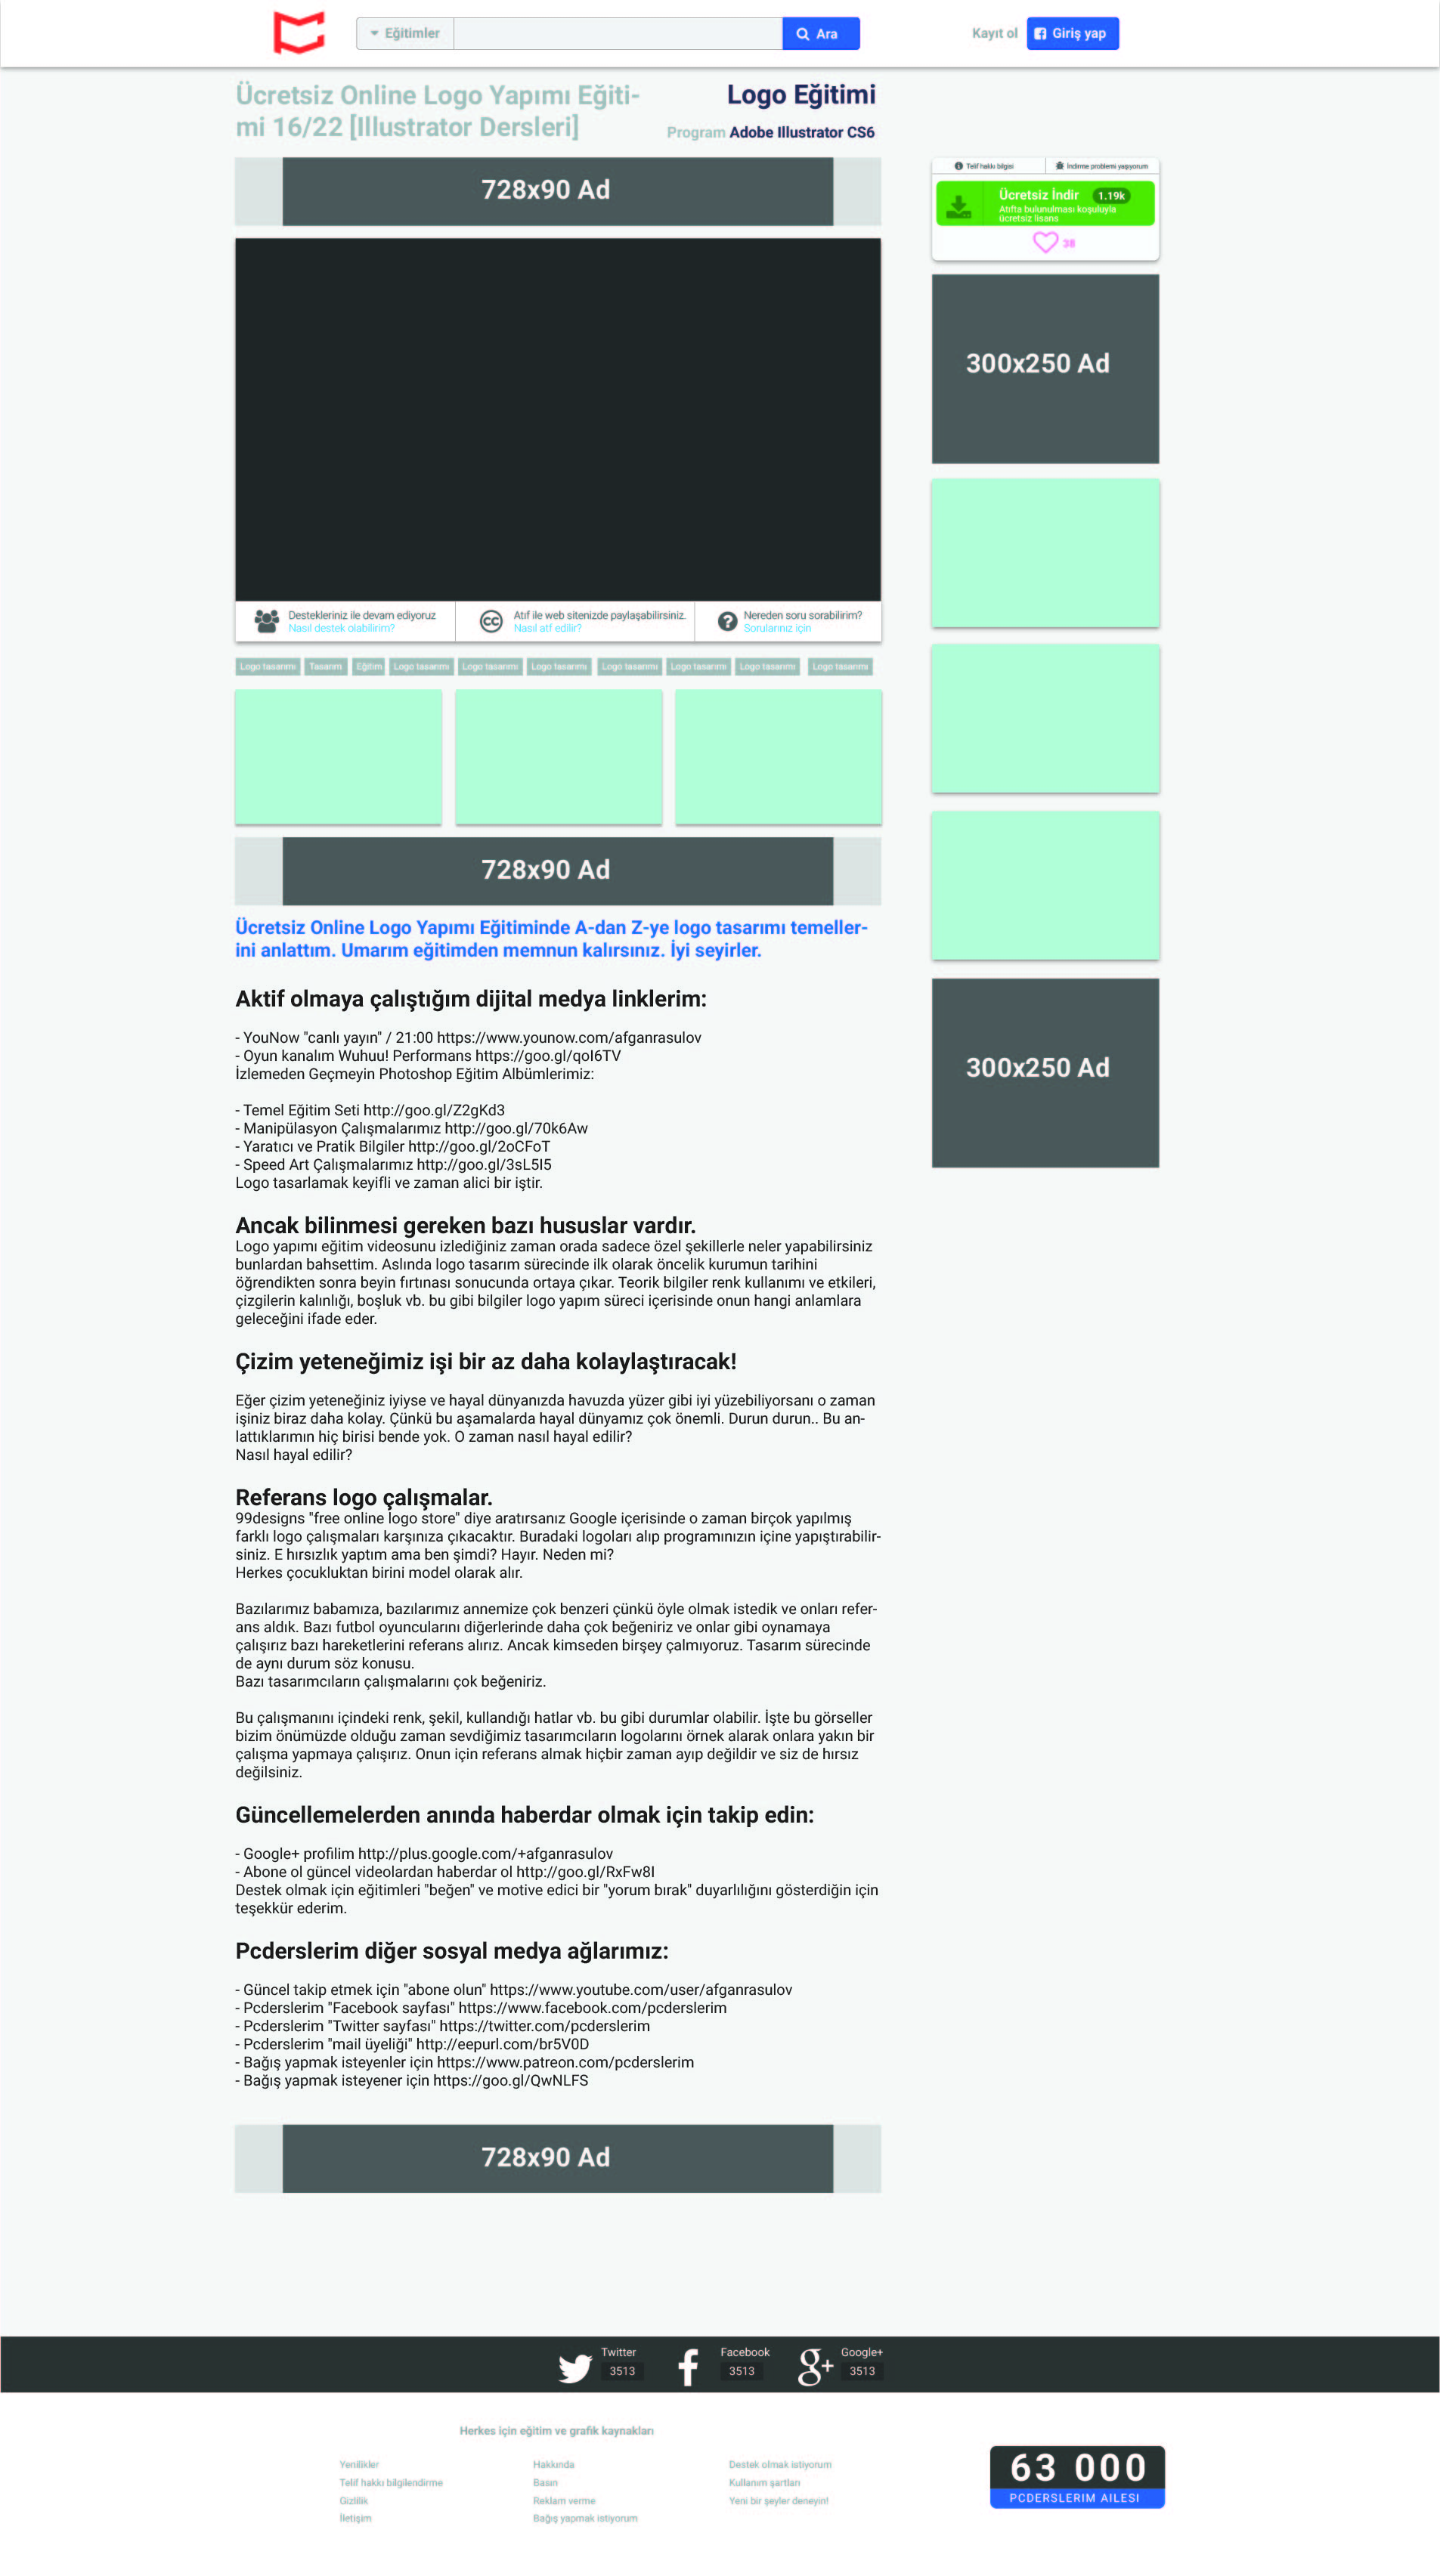 Eğitimler
Ara
Kayıt ol
Giriş yap
Ücretsiz Online Logo Yapımı Eğiti-
mi 16/22 [Illustrator Dersleri]
Logo Eğitimi
Program Adobe Illustrator CS6
728x90 Ad
Telif hakkı bilgisi
İndirme problemi yaşıyorum
Ücretsiz İndir 1.19k
Atıfta bulunulması koşuluyla
ücretsiz lisans
38
300x250 Ad
Destekleriniz ile devam ediyoruz
Nasıl destek olabilirim?
Atıf ile web sitenizde paylaşabilirsiniz.
Nasıl atf edilir?
Nereden soru sorabilirim?
Sorularınız için
Logo tasarımı Tasarım Eğitim Logo tasarımı Logo tasarımı Logo tasarımı Logo tasarımı Logo tasarımı Logo tasarımı Logo tasarımı
728x90 Ad
Ücretsiz Online Logo Yapımı Eğitiminde A-dan Z-ye logo tasarımı temeller-
ini anlattım. Umarım eğitimden memnun kalırsınız. İyi seyirler.
Aktif olmaya çalıştığım dijital medya linklerim:
- YouNow "canlı yayın" / 21:00 https://www.younow.com/afganrasulov
- Oyun kanalım Wuhuu! Performans https://goo.gl/qoI6TV
İzlemeden Geçmeyin Photoshop Eğitim Albümlerimiz:
- Temel Eğitim Seti http://goo.gl/Z2gKd3
- Manipülasyon Çalışmalarımız http://goo.gl/70k6Aw
- Yaratıcı ve Pratik Bilgiler http://goo.gl/2oCFoT
- Speed Art Çalışmalarımız http://goo.gl/3sL5I5
Logo tasarlamak keyifli ve zaman alici bir iştir.
300x250 Ad
Ancak bilinmesi gereken bazı hususlar vardır.
Logo yapımı eğitim videosunu izlediğiniz zaman orada sadece özel şekillerle neler yapabilirsiniz
bunlardan bahsettim. Aslında logo tasarım sürecinde ilk olarak öncelik kurumun tarihini
öğrendikten sonra beyin fırtınası sonucunda ortaya çıkar. Teorik bilgiler renk kullanımı ve etkileri,
çizgilerin kalınlığı, boşluk vb. bu gibi bilgiler logo yapım süreci içerisinde onun hangi anlamlara
geleceğini ifade eder.
Çizim yeteneğimiz işi bir az daha kolaylaştıracak!
Eğer çizim yeteneğiniz iyiyse ve hayal dünyanızda havuzda yüzer gibi iyi yüzebiliyorsanı o zaman
işiniz biraz daha kolay. Çünkü bu aşamalarda hayal dünyamız çok önemli. Durun durun.. Bu an-
lattıklarımın hiç birisi bende yok. O zaman nasıl hayal edilir?
Nasıl hayal edilir?
Referans logo çalışmalar.
99designs "free online logo store" diye aratırsanız Google içerisinde o zaman birçok yapılmış
farklı logo çalışmaları karşınıza çıkacaktır. Buradaki logoları alıp programınızın içine yapıştırabilir-
siniz. E hırsızlık yaptım ama ben şimdi? Hayır. Neden mi?
Herkes çocukluktan birini model olarak alır.
Bazılarımız babamıza, bazılarımız annemize çok benzeri çünkü öyle olmak istedik ve onları refer-
ans aldık. Bazı futbol oyuncularını diğerlerinde daha çok beğeniriz ve onlar gibi oynamaya
çalışırız bazı hareketlerini referans alırız. Ancak kimseden birşey çalmıyoruz. Tasarım sürecinde
de aynı durum söz konusu.
Bazı tasarımcıların çalışmalarını çok beğeniriz.
Bu çalışmanını içindeki renk, şekil, kullandığı hatlar vb. bu gibi durumlar olabilir. İşte bu görseller
bizim önümüzde olduğu zaman sevdiğimiz tasarımcıların logolarını örnek alarak onlara yakın bir
çalışma yapmaya çalışırız. Onun için referans almak hiçbir zaman ayıp değildir ve siz de hırsız
değilsiniz.
Güncellemelerden anında haberdar olmak için takip edin:
- Google+ profilim http://plus.google.com/+afganrasulov
- Abone ol güncel videolardan haberdar ol http://goo.gl/RxFw8I
Destek olmak için eğitimleri "beğen" ve motive edici bir "yorum bırak" duyarlılığını gösterdiğin için
teşekkür ederim.
Pcderslerim diğer sosyal medya ağlarımız:
- Güncel takip etmek için "abone olun" https://www.youtube.com/user/afganrasulov
- Pcderslerim "Facebook sayfası" https://www.facebook.com/pcderslerim
- Pcderslerim "Twitter sayfası" https://twitter.com/pcderslerim
- Pcderslerim "mail üyeliği" http://eepurl.com/br5V0D
- Bağış yapmak isteyenler için https://www.patreon.com/pcderslerim
- Bağış yapmak isteyener için https://goo.gl/QwNLFS
728x90 Ad
Twitter
3513
Facebook
3513
Google+
3513
Herkes için eğitim ve grafik kaynakları
Yenilikler
Telif hakkı bilgilendirme
Gizlilik
İletişim
Hakkında
Basın
Reklam verme
Bağış yapmak istiyorum
Destek olmak istiyorum
Kullanım şartları
Yeni bir şeyler deneyin!
63 000
PCDERSLERIM AILESI